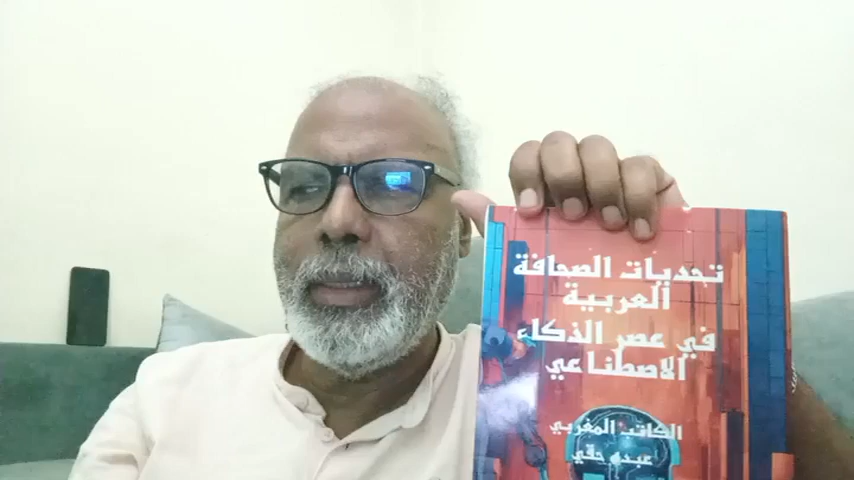 تحديات الصحافة
العربية
في عصر الذكاء
الاصطناعي
الكاتب المغربي
عبده حقي